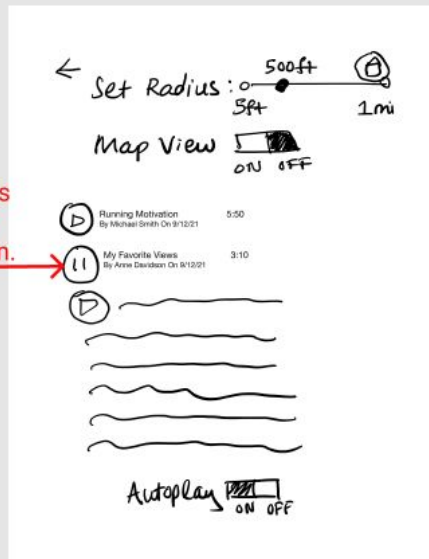 500ft
Set Radius:
5ft 1mi
Map View
ON OFF
s
Running Motivation 5:50
By Michael Smith On 9/12/21
n.
My Favorite Views 3:10
By Anne Davidson On 9/12/21
Autoplay
ON OFF